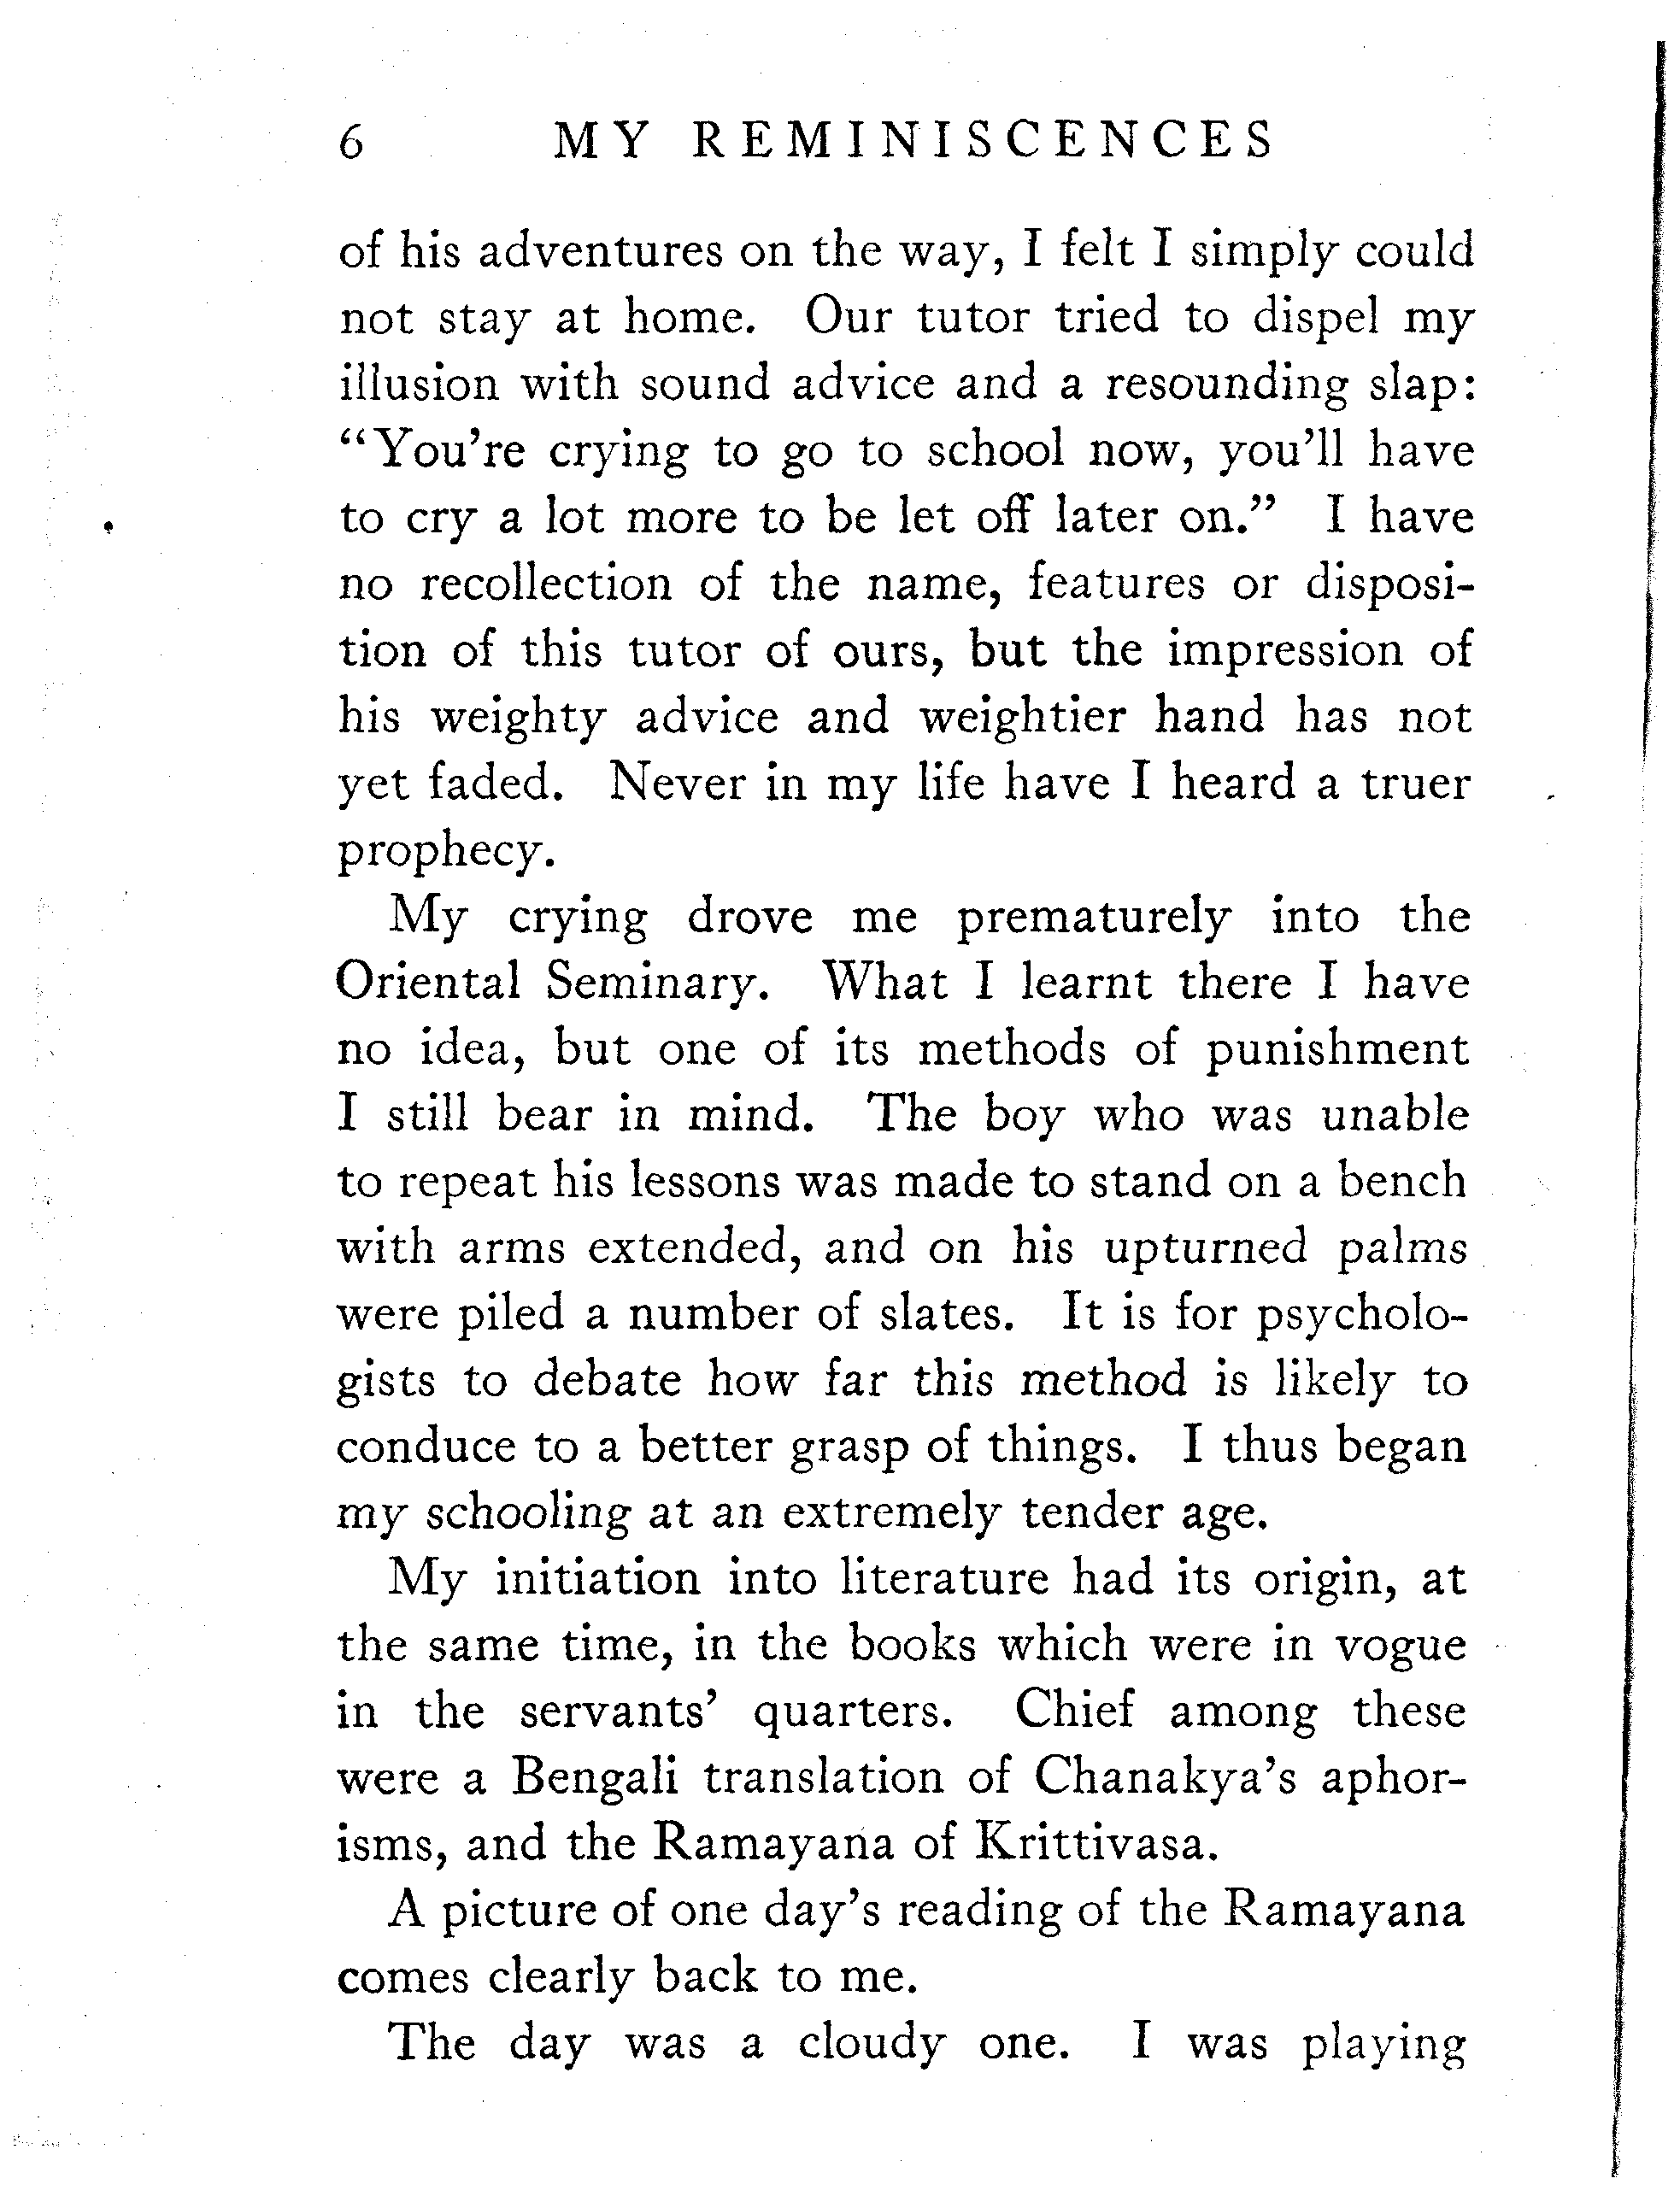 6 MY REMINISCENCES
of his adventures on the way, I felt I simply could
not stay at home. Our tutor tried to dispel my
illusion with sound advice and a resounding slap:
“You’re crying to go to school now, you’ll have
to cry a lot more to be let off later on.” I have
no recollection of the name, features or disposi-
tion of this tutor of ours, but the impression of
his weighty advice and weightier hand has not
yet faded. Never in my life have I heard a truer
prophecy.
My crying drove me prematurely into the
Oriental Seminary. What I learnt there I have
no idea, but one of its methods of punishment
I still bear in mind. The boy who was unable
to repeat his lessons was made to stand on a bench
with arms extended, and on his upturned palms
were piled a number of slates. It is for psycholo-
gists to debate how far this method is likely to
conduce to a better grasp of things. I thus began
my schooling at an extremely tender age.
My initiation into literature had its origin, at
the same time, in the books which were in vogue
in the servants’ quarters. Chief among these
were a Bengali translation of Chanakya’s aphor-
isms, and the Ramayana of Krittivasa.
A picture of one day’s reading of the Ramayana
comes clearly back to me.
The day was a cloudy one. I was playing